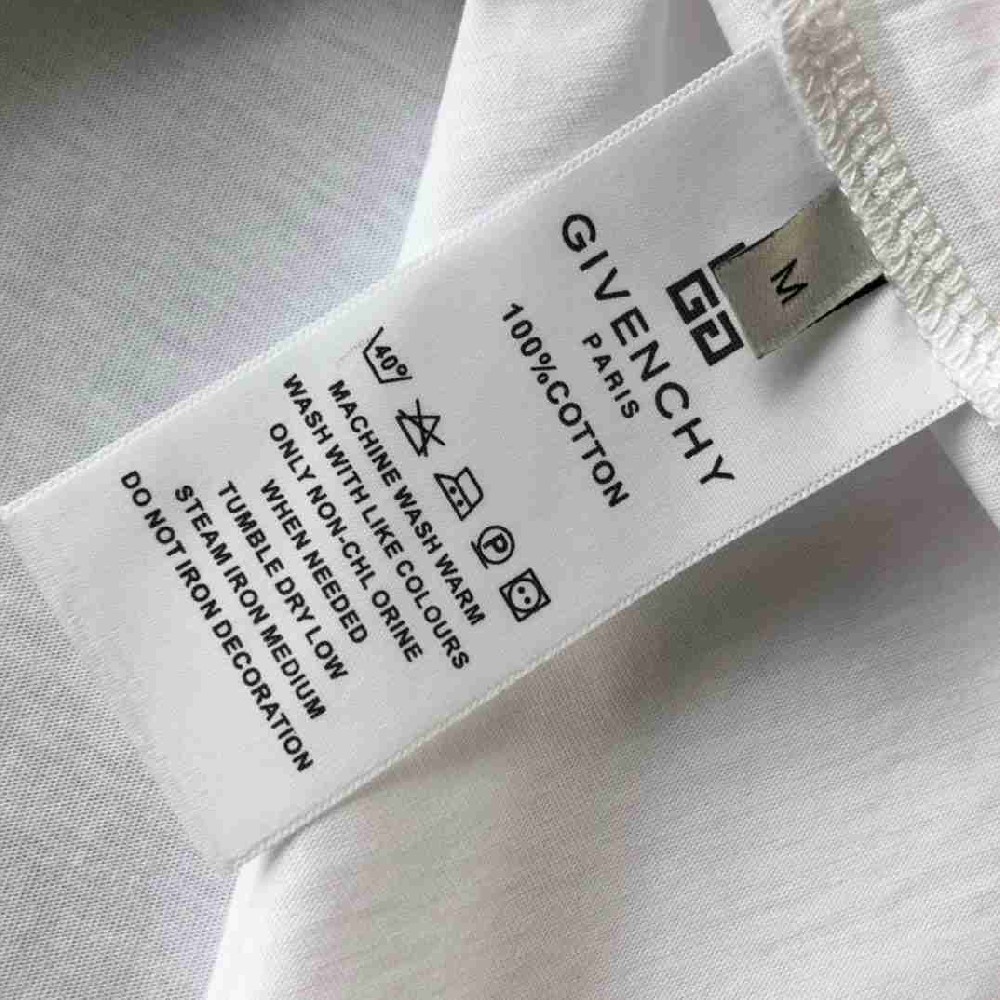 M
GIVENCHY
PARIS
100%COTTON
40°
P
MACHINE WASH WARM
WASH WITH LIKE COLOURS
ONLY NON-CHL ORINE
WHEN NEEDED
TUMBLE DRY LOW
STEAM IRON MEDIUM
DO NOT IRON DECORATION